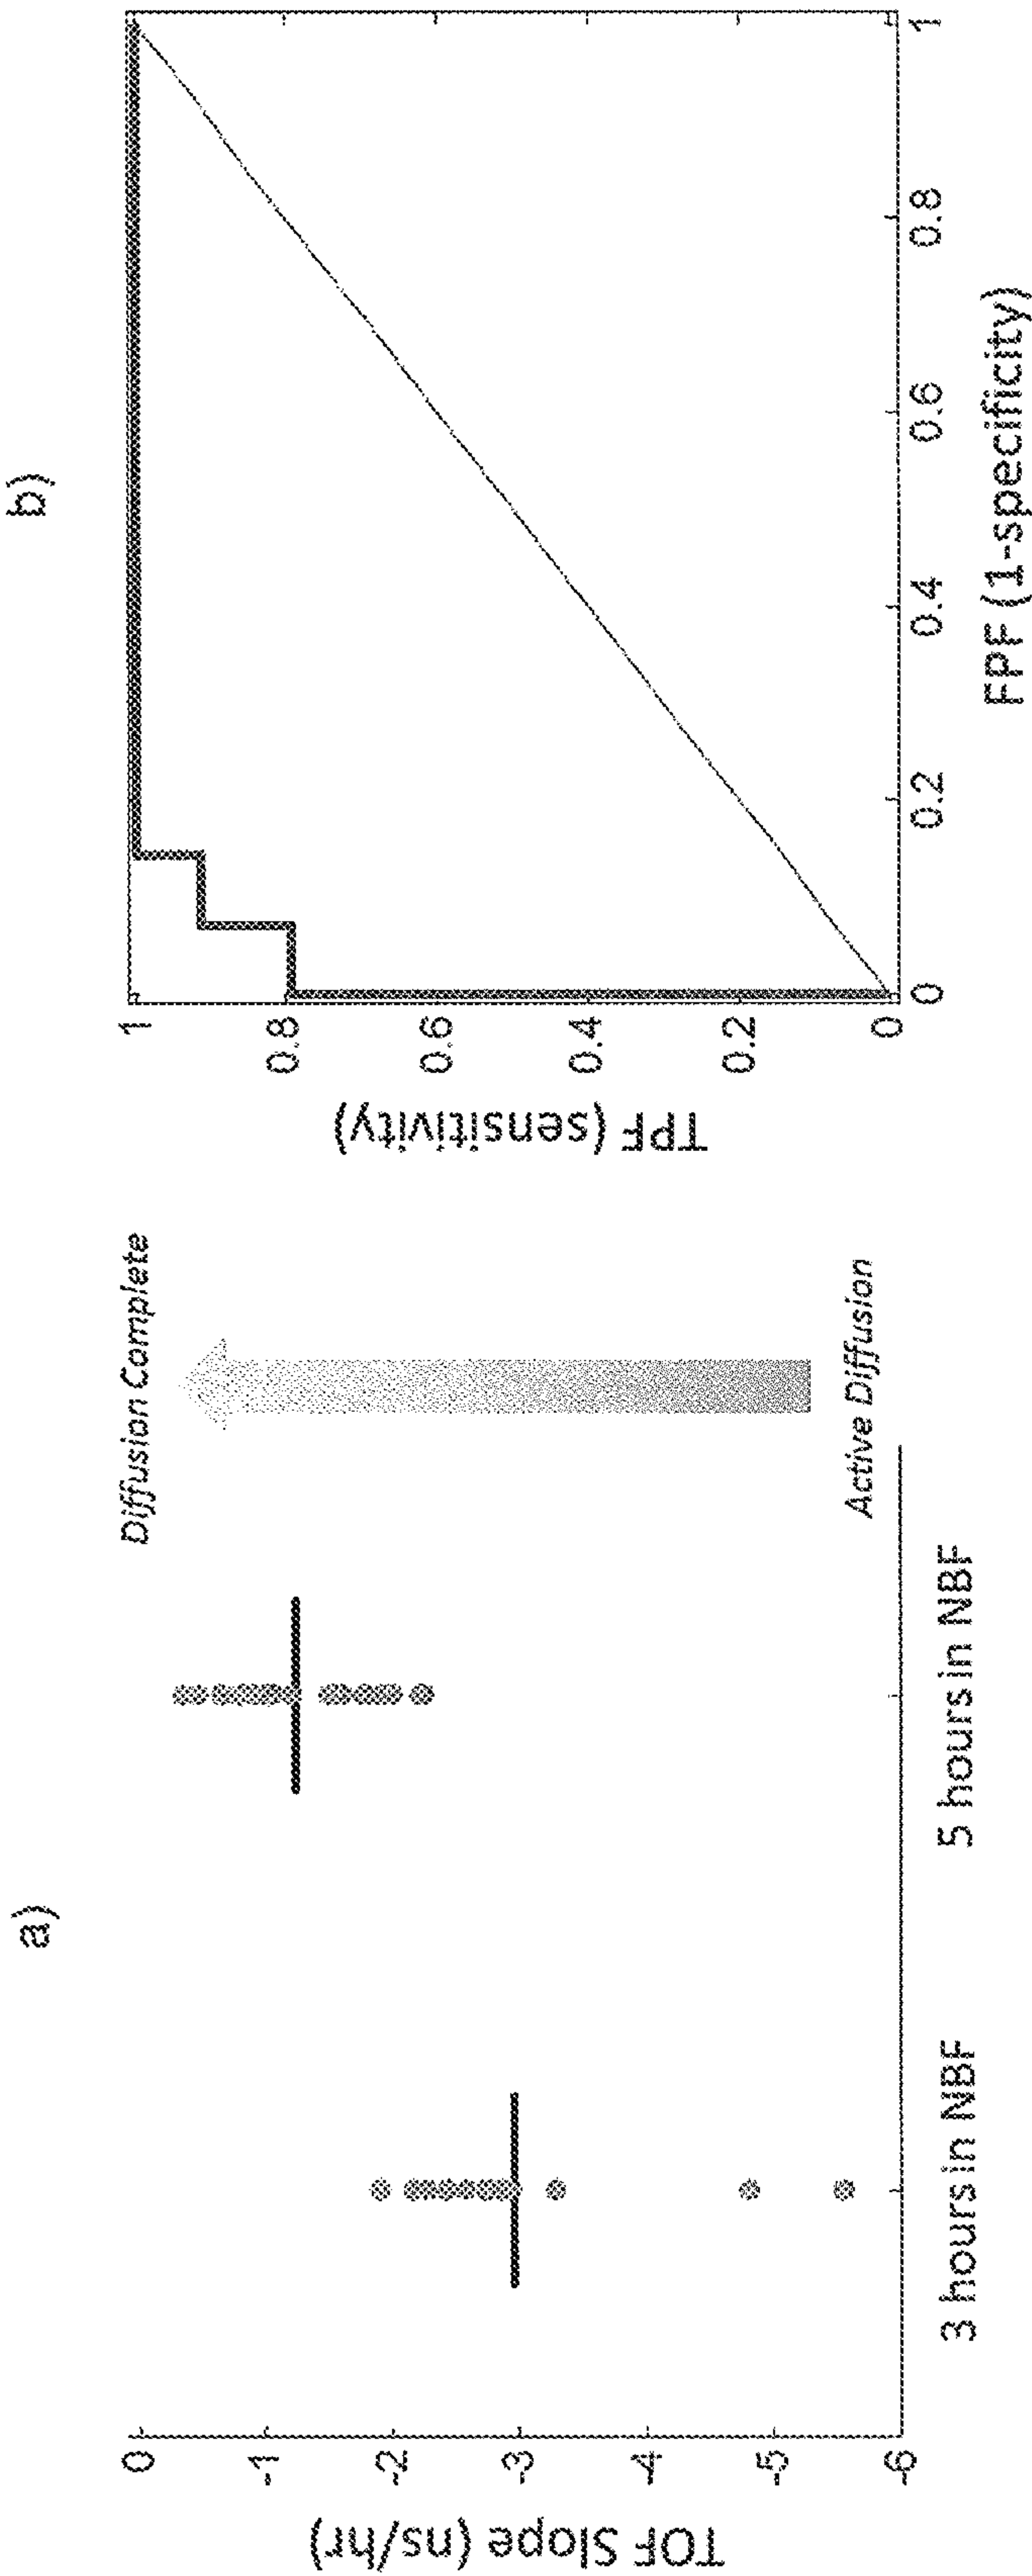 a)
TOF Slope (ns/hr)
0
-1
-2
-3
-4
-5
-6
3 hours in NBF
5 hours in NBF
Diffusion Complete
Active Diffusion
b)
TPF (sensitivity)
1
0.8
0.6
0.4
0.2
0
0
0.2
0.4
0.6
0.8
1
FPF (1-specificity)